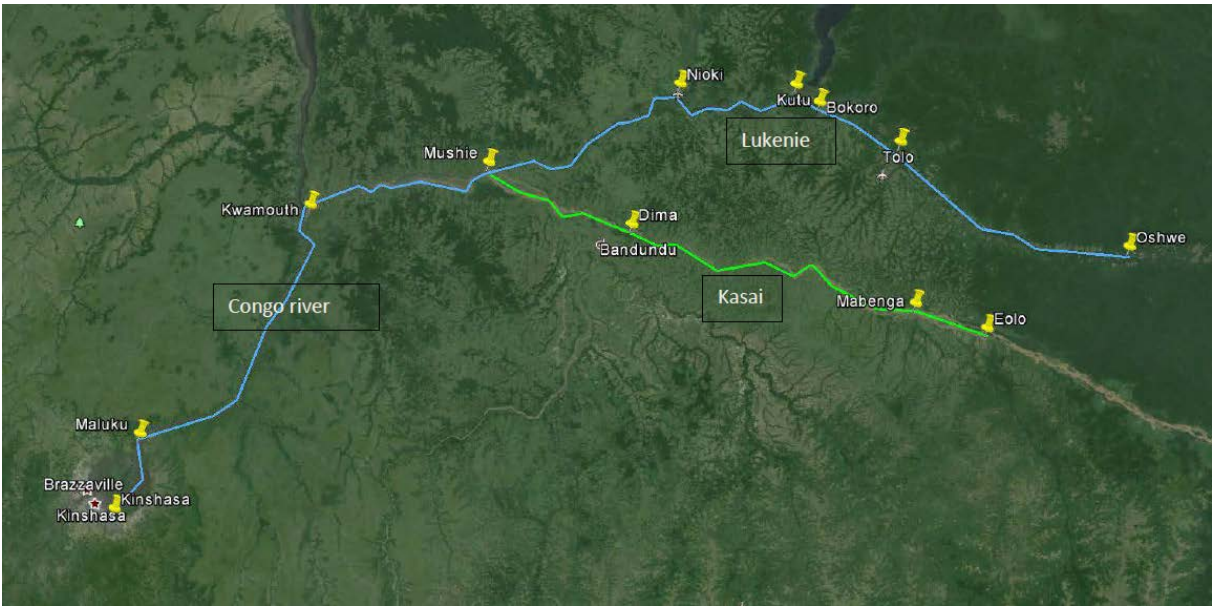 Nioki
Kutu
Bokoro
Lukenie
Tolo
Mushie
Kwamouth
Dima
Bandundu
Oshwe
Congo river
Kasai
Mabenga
Eolo
Maluku
Brazzaville
Kinshasa
Kinshasa